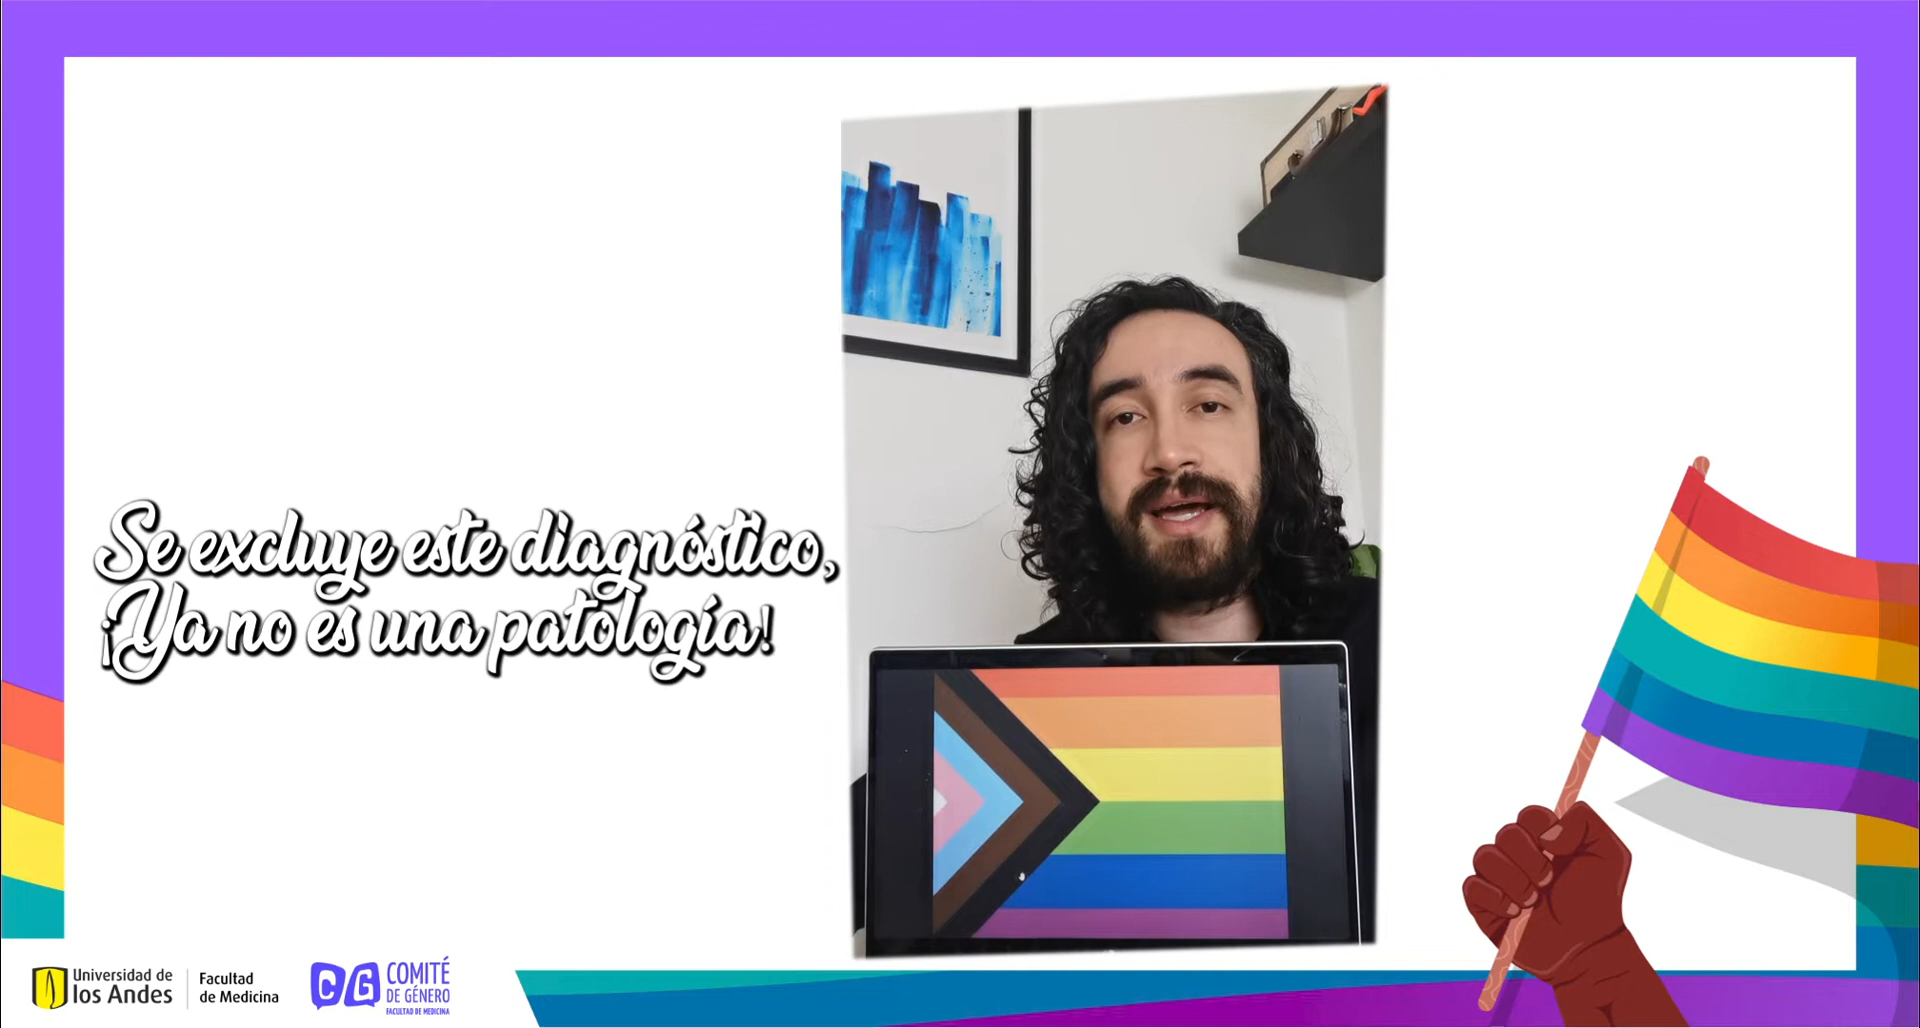 Se excluye este diagnóstico,
¡Ya no es una patología!
Universidad de
los Andes
Facultad
de Medicina
CG
COMITÉ
DE GÉNERO
FACULTAD DE MEDICINA